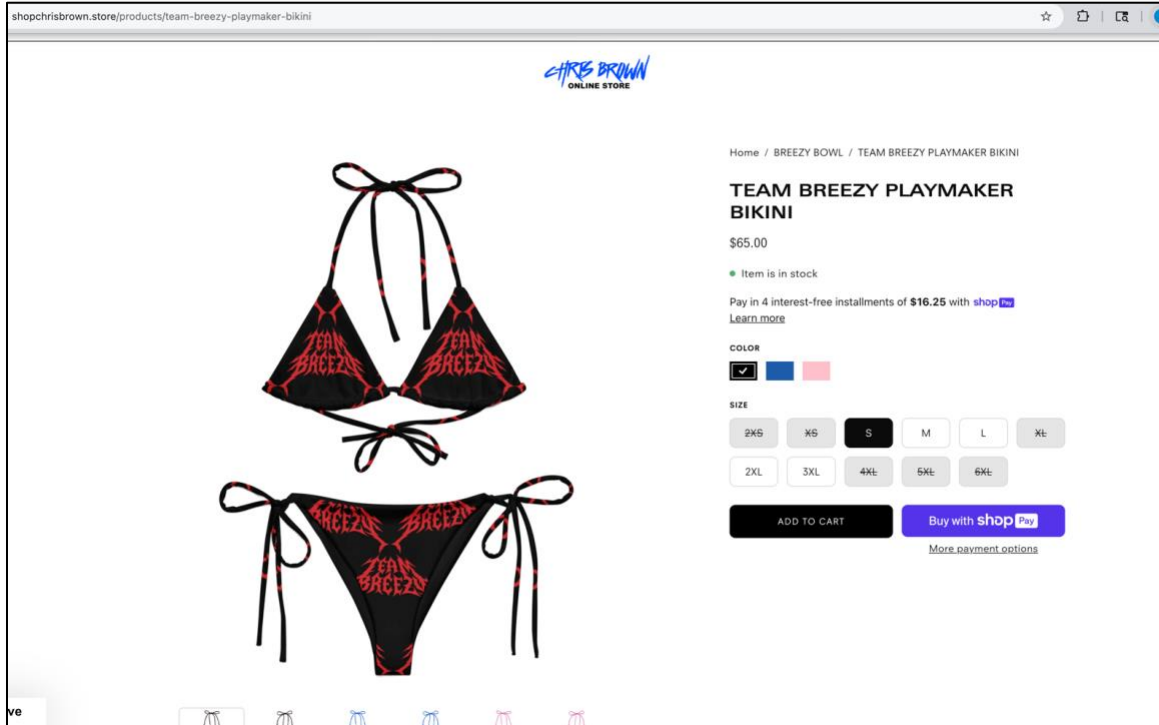 shopchrisbrown.store/products/team-breezy-playmaker-bikini
CHRIS BROWN
ONLINE STORE
Home / BREEZY BOWL / TEAM BREEZY PLAYMAKER BIKINI
TEAM BREEZY PLAYMAKER
BIKINI
$65.00
Item is in stock
Pay in 4 interest-free installments of $16.25 with shop Pay
Learn more
COLOR
SIZE
2XS XS S M L XL
2XL 3XL 4XL 5XL 6XL
ADD TO CART Buy with shop Pay
More payment options
TEAM
BREEZY
TEAM
BREEZY
BREEZY BREEZY
TEAM
BREEZY
ve